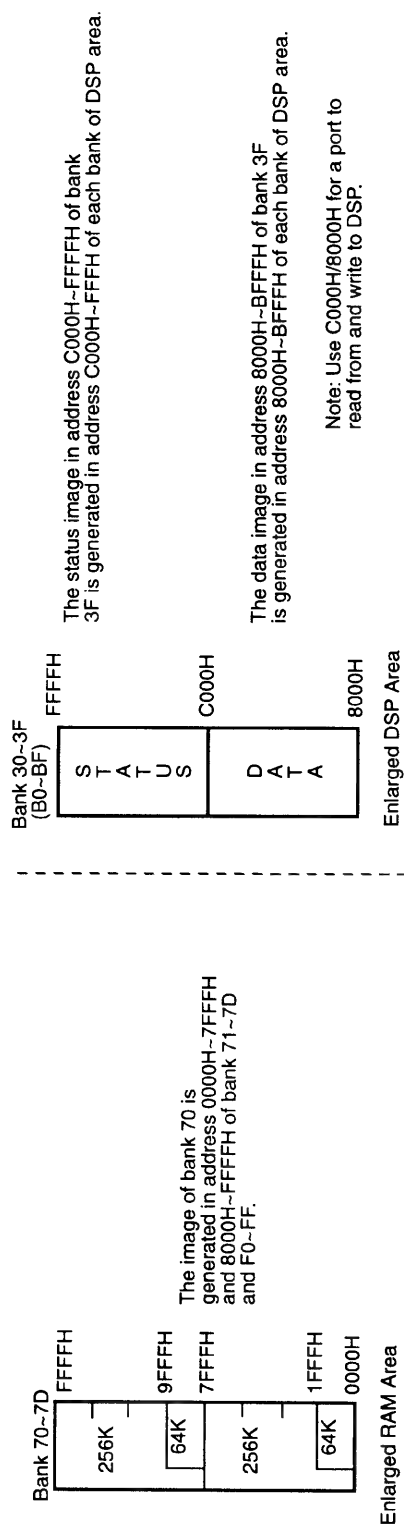 Bank 70~7D
FFFFH
256K
9FFFH
64K
7FFFH
256K
1FFFH
64K
0000H
Enlarged RAM Area
The image of bank 70 is
generated in address 0000H~7FFFH
and 8000H~FFFFH of bank 71~7D
and F0~FF.
Bank 30~3F
(B0~BF)
FFFFH
STATUS
C000H
DATA
8000H
Enlarged DSP Area
The status image in address C000H~FFFFH of bank
3F is generated in address C000H~FFFH of each bank of DSP area.
The data image in address 8000H~BFFFH of bank 3F
is generated in address 8000H~BFFFH of each bank of DSP area.
Note: Use C000H/8000H for a port to
read from and write to DSP.